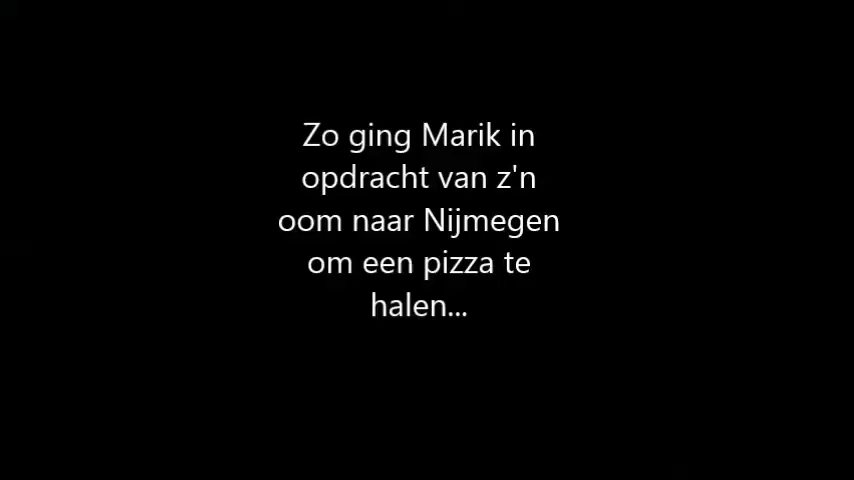 Zo ging Marik in
opdracht van z'n
oom naar Nijmegen
om een pizza te
halen...